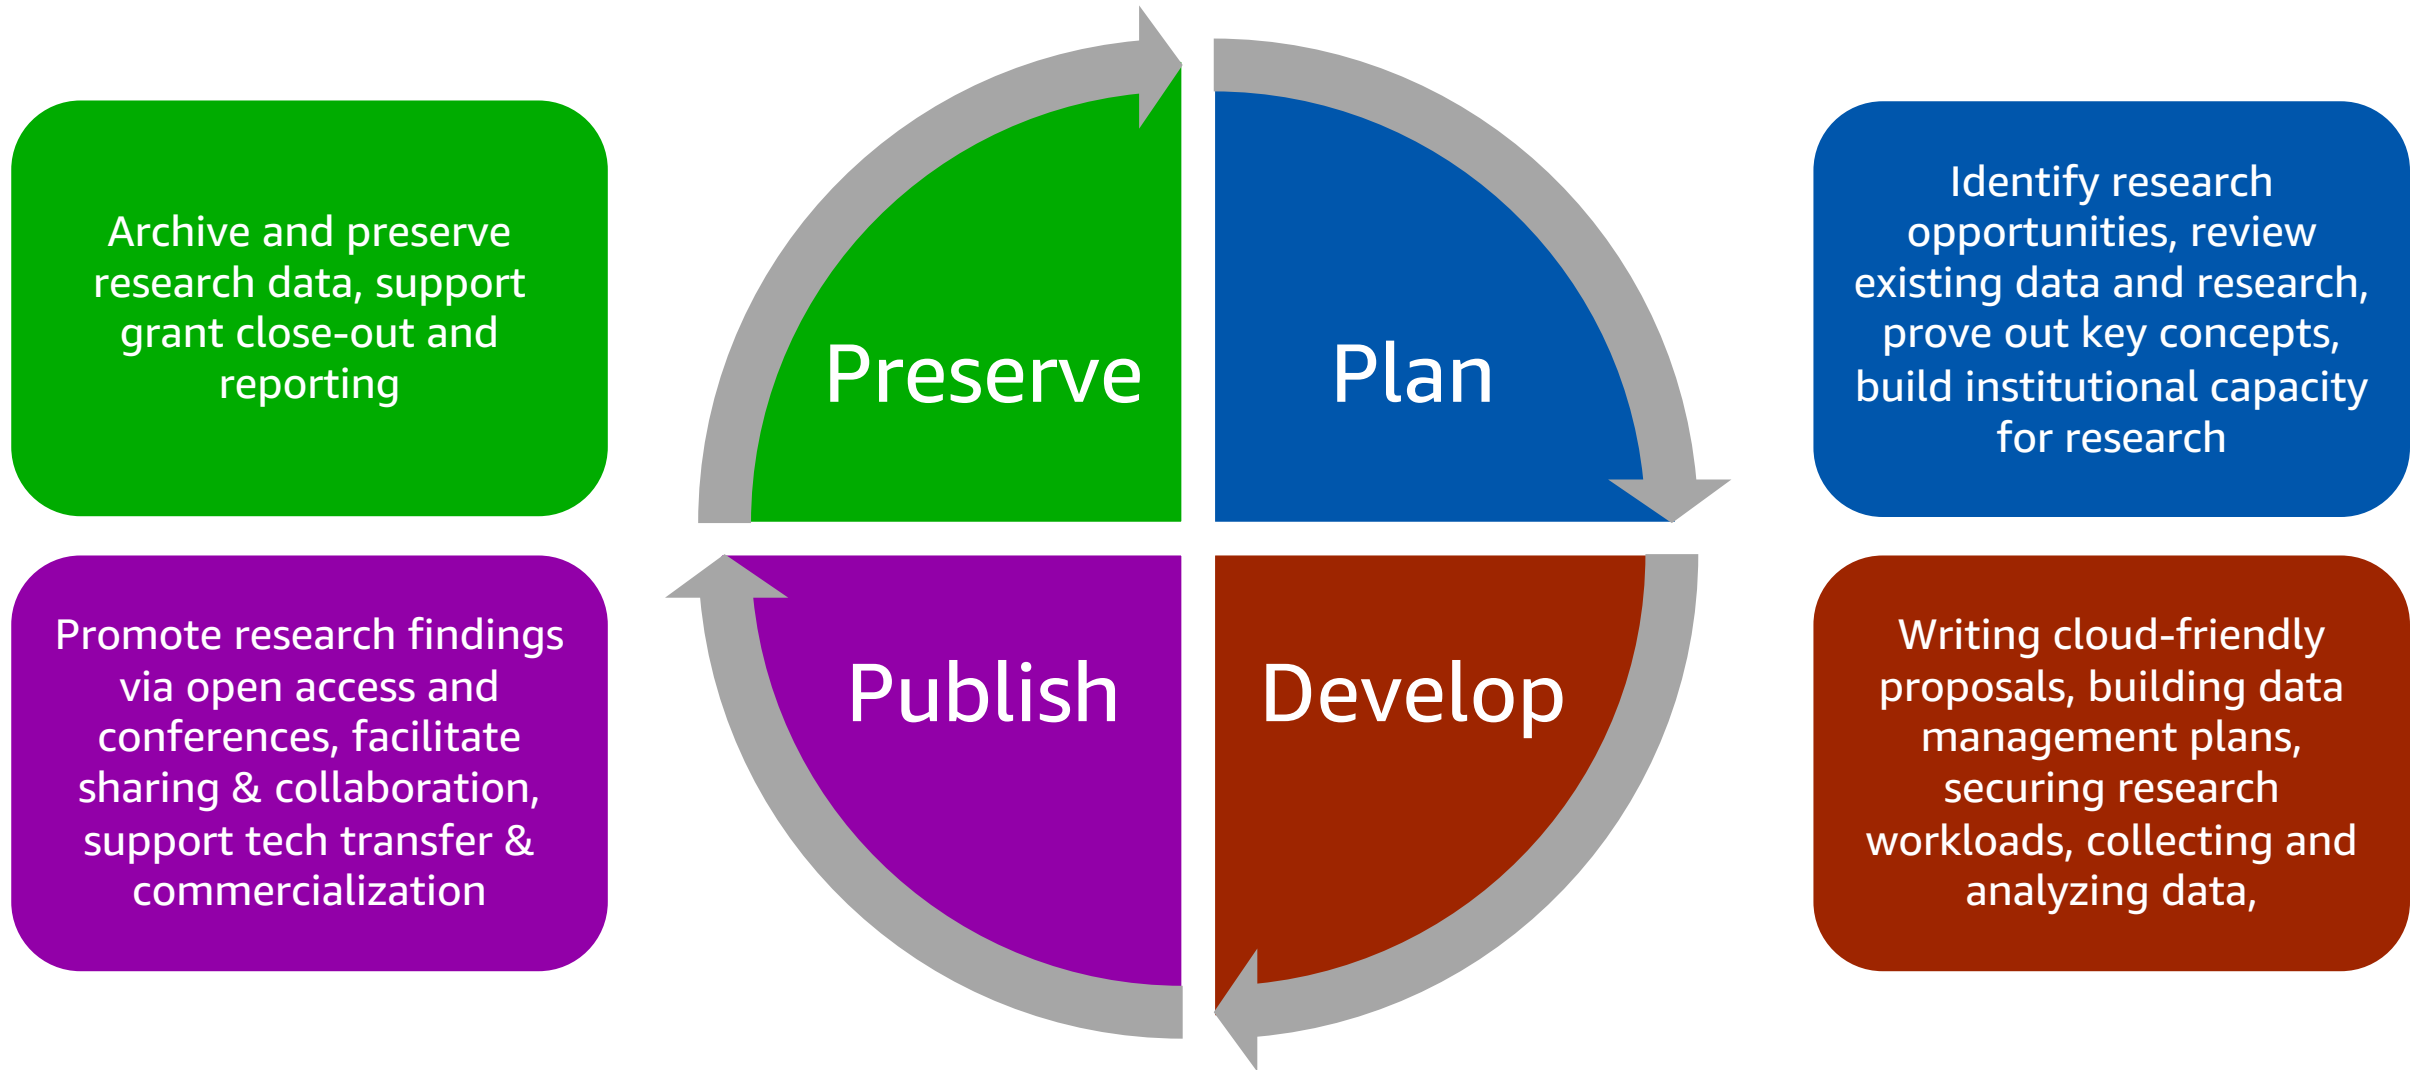 Archive and preserve
research data, support
grant close-out and
reporting
Preserve
Plan
Identify research
opportunities, review
existing data and research,
prove out key concepts,
build institutional capacity
for research
Promote research findings
via open access and
conferences, facilitate
sharing & collaboration,
support tech transfer &
commercialization
Publish
Develop
Writing cloud-friendly
proposals, building data
management plans,
securing research
workloads, collecting and
analyzing data,